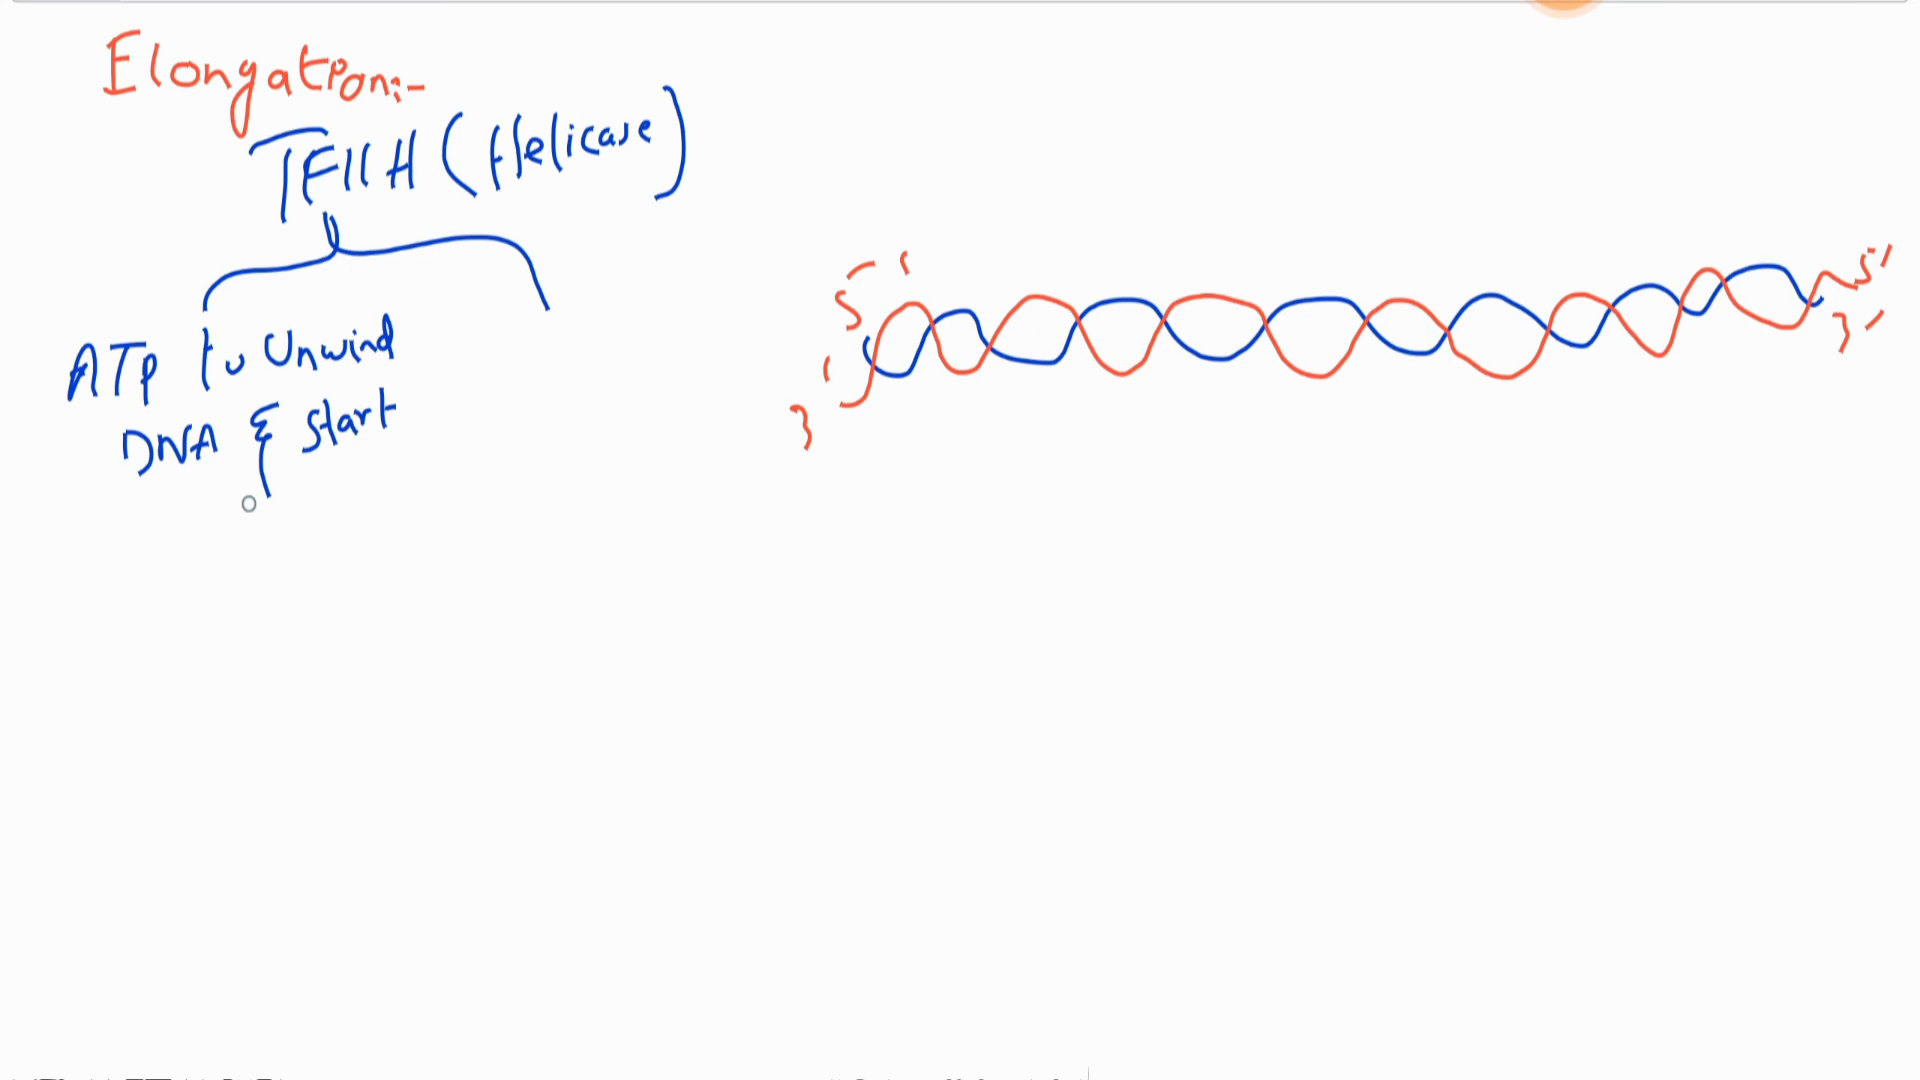 Elongation:-
TFIIH (Helicase)
ATP to Unwind
DNA & start
5'
3'
5'
3'